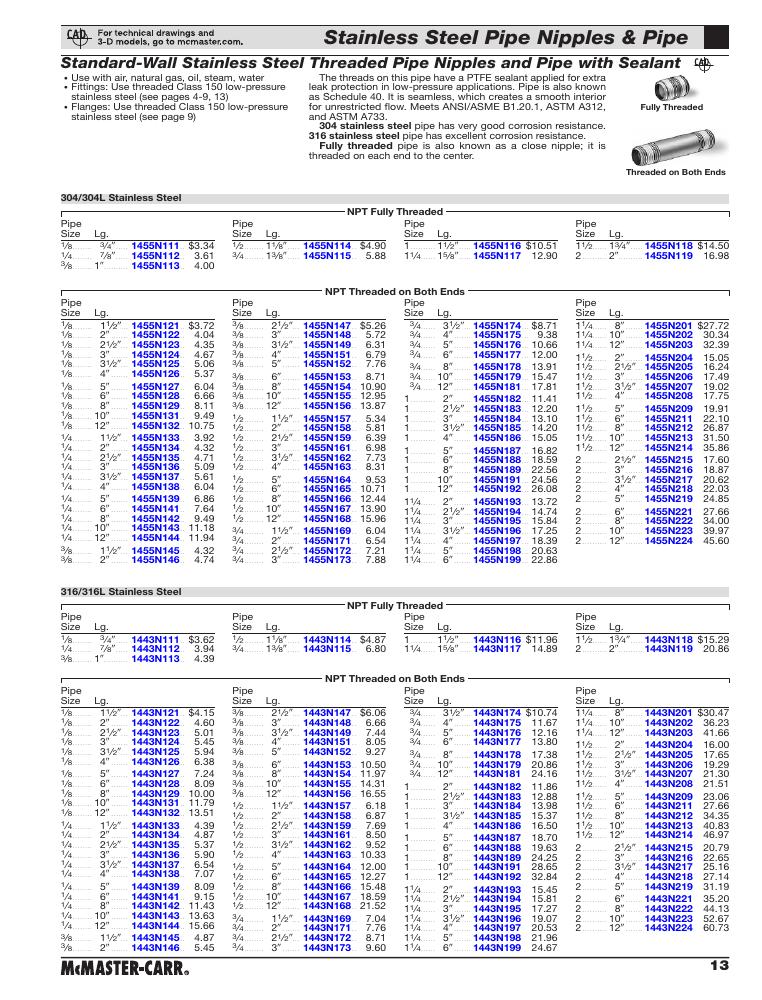 CAD
For technical drawings and
3-D models, go to mcmaster.com.
Stainless Steel Pipe Nipples & Pipe
Standard-Wall Stainless Steel Threaded Pipe Nipples and Pipe with Sealant
CAD
• Use with air, natural gas, oil, steam, water
• Fittings: Use threaded Class 150 low-pressure
stainless steel (see pages 4-9, 13)
• Flanges: Use threaded Class 150 low-pressure
stainless steel (see page 9)
The threads on this pipe have a PTFE sealant applied for extra
leak protection in low-pressure applications. Pipe is also known
as Schedule 40. It is seamless, which creates a smooth interior
for unrestricted flow. Meets ANSI/ASME B1.20.1, ASTM A312,
and ASTM A733.
304 stainless steel pipe has very good corrosion resistance.
316 stainless steel pipe has excellent corrosion resistance.
Fully threaded pipe is also known as a close nipple; it is
threaded on each end to the center.
Fully Threaded
Threaded on Both Ends
304/304L Stainless Steel
NPT Fully Threaded
Pipe
Size Lg.
1/8 3/4" 1455N111 $3.34
1/4 7/8" 1455N112 3.61
3/8 1" 1455N113 4.00
Pipe
Size Lg.
1/2 1 1/8" 1455N114 $4.90
3/4 1 3/8" 1455N115 5.88
Pipe
Size Lg.
1 1 1/2" 1455N116 $10.51
1 1/4 1 5/8" 1455N117 12.90
Pipe
Size Lg.
1 1/2 1 3/4" 1455N118 $14.50
2 2" 1455N119 16.98
NPT Threaded on Both Ends
Pipe
Size Lg.
1/8 1 1/2" 1455N121 $3.72
1/8 2" 1455N122 4.04
1/8 2 1/2" 1455N123 4.35
1/8 3" 1455N124 4.67
1/8 3 1/2" 1455N125 5.06
1/8 4" 1455N126 5.37
1/8 5" 1455N127 6.04
1/8 6" 1455N128 6.66
1/8 8" 1455N129 8.11
1/8 10" 1455N131 9.49
1/8 12" 1455N132 10.75
1/4 1 1/2" 1455N133 3.92
1/4 2" 1455N134 4.32
1/4 2 1/2" 1455N135 4.71
1/4 3" 1455N136 5.09
1/4 3 1/2" 1455N137 5.61
1/4 4" 1455N138 6.04
1/4 5" 1455N139 6.86
1/4 6" 1455N141 7.64
1/4 8" 1455N142 9.49
1/4 10" 1455N143 11.18
1/4 12" 1455N144 11.94
3/8 1 1/2" 1455N145 4.32
3/8 2" 1455N146 4.74
Pipe
Size Lg.
3/8 2 1/2" 1455N147 $5.26
3/8 3" 1455N148 5.72
3/8 3 1/2" 1455N149 6.31
3/8 4" 1455N151 6.79
3/8 5" 1455N152 7.76
3/8 6" 1455N153 8.71
3/8 8" 1455N154 10.90
3/8 10" 1455N155 12.95
3/8 12" 1455N156 13.87
1/2 1 1/2" 1455N157 5.34
1/2 2" 1455N158 5.81
1/2 2 1/2" 1455N159 6.39
1/2 3" 1455N161 6.98
1/2 3 1/2" 1455N162 7.73
1/2 4" 1455N163 8.31
1/2 5" 1455N164 9.53
1/2 6" 1455N165 10.71
1/2 8" 1455N166 12.44
1/2 10" 1455N167 13.90
1/2 12" 1455N168 15.96
3/4 1 1/2" 1455N169 6.04
3/4 2" 1455N171 6.54
3/4 2 1/2" 1455N172 7.21
3/4 3" 1455N173 7.88
Pipe
Size Lg.
3/4 3 1/2" 1455N174 $8.71
3/4 4" 1455N175 9.38
3/4 5" 1455N176 10.66
3/4 6" 1455N177 12.00
3/4 8" 1455N178 13.91
3/4 10" 1455N179 15.47
3/4 12" 1455N181 17.81
1 2" 1455N182 11.41
1 2 1/2" 1455N183 12.20
1 3" 1455N184 13.10
1 3 1/2" 1455N185 14.20
1 4" 1455N186 15.05
1 5" 1455N187 16.82
1 6" 1455N188 18.59
1 8" 1455N189 22.56
1 10" 1455N191 24.56
1 12" 1455N192 26.08
1 1/4 2" 1455N193 13.72
1 1/4 2 1/2" 1455N194 14.74
1 1/4 3" 1455N195 15.84
1 1/4 3 1/2" 1455N196 17.25
1 1/4 4" 1455N197 18.39
1 1/4 5" 1455N198 20.63
1 1/4 6" 1455N199 22.86
Pipe
Size Lg.
1 1/4 8" 1455N201 $27.72
1 1/4 10" 1455N202 30.34
1 1/4 12" 1455N203 32.39
1 1/2 2" 1455N204 15.05
1 1/2 2 1/2" 1455N205 16.24
1 1/2 3" 1455N206 17.49
1 1/2 3 1/2" 1455N207 19.02
1 1/2 4" 1455N208 17.75
1 1/2 5" 1455N209 19.91
1 1/2 6" 1455N211 22.10
1 1/2 8" 1455N212 26.87
1 1/2 10" 1455N213 31.50
1 1/2 12" 1455N214 35.86
2 2 1/2" 1455N215 17.60
2 3" 1455N216 18.87
2 3 1/2" 1455N217 20.62
2 4" 1455N218 22.03
2 5" 1455N219 24.85
2 6" 1455N221 27.66
2 8" 1455N222 34.00
2 10" 1455N223 39.97
2 12" 1455N224 45.60
316/316L Stainless Steel
NPT Fully Threaded
Pipe
Size Lg.
1/8 3/4" 1443N111 $3.62
1/4 7/8" 1443N112 3.94
3/8 1" 1443N113 4.39
Pipe
Size Lg.
1/2 1 1/8" 1443N114 $4.87
3/4 1 3/8" 1443N115 6.80
Pipe
Size Lg.
1 1 1/2" 1443N116 $11.96
1 1/4 1 5/8" 1443N117 14.89
Pipe
Size Lg.
1 1/2 1 3/4" 1443N118 $15.29
2 2" 1443N119 20.86
NPT Threaded on Both Ends
Pipe
Size Lg.
1/8 1 1/2" 1443N121 $4.15
1/8 2" 1443N122 4.60
1/8 2 1/2" 1443N123 5.01
1/8 3" 1443N124 5.45
1/8 3 1/2" 1443N125 5.94
1/8 4" 1443N126 6.38
1/8 5" 1443N127 7.24
1/8 6" 1443N128 8.09
1/8 8" 1443N129 10.00
1/8 10" 1443N131 11.79
1/8 12" 1443N132 13.51
1/4 1 1/2" 1443N133 4.39
1/4 2" 1443N134 4.87
1/4 2 1/2" 1443N135 5.37
1/4 3" 1443N136 5.90
1/4 3 1/2" 1443N137 6.54
1/4 4" 1443N138 7.07
1/4 5" 1443N139 8.09
1/4 6" 1443N141 9.15
1/4 8" 1443N142 11.43
1/4 10" 1443N143 13.63
1/4 12" 1443N144 15.66
3/8 1 1/2" 1443N145 4.87
3/8 2" 1443N146 5.45
Pipe
Size Lg.
3/8 2 1/2" 1443N147 $6.06
3/8 3" 1443N148 6.66
3/8 3 1/2" 1443N149 7.44
3/8 4" 1443N151 8.05
3/8 5" 1443N152 9.27
3/8 6" 1443N153 10.50
3/8 8" 1443N154 11.97
3/8 10" 1443N155 14.31
3/8 12" 1443N156 16.55
1/2 1 1/2" 1443N157 6.18
1/2 2" 1443N158 6.87
1/2 2 1/2" 1443N159 7.69
1/2 3" 1443N161 8.50
1/2 3 1/2" 1443N162 9.52
1/2 4" 1443N163 10.33
1/2 5" 1443N164 12.00
1/2 6" 1443N165 12.27
1/2 8" 1443N166 15.48
1/2 10" 1443N167 18.59
1/2 12" 1443N168 21.52
3/4 1 1/2" 1443N169 7.04
3/4 2" 1443N171 7.76
3/4 2 1/2" 1443N172 8.71
3/4 3" 1443N173 9.60
Pipe
Size Lg.
3/4 3 1/2" 1443N174 $10.74
3/4 4" 1443N175 11.67
3/4 5" 1443N176 12.16
3/4 6" 1443N177 13.80
3/4 8" 1443N178 17.38
3/4 10" 1443N179 20.86
3/4 12" 1443N181 24.16
1 2" 1443N182 11.86
1 2 1/2" 1443N183 12.88
1 3" 1443N184 13.98
1 3 1/2" 1443N185 15.37
1 4" 1443N186 16.50
1 5" 1443N187 18.70
1 6" 1443N188 19.63
1 8" 1443N189 24.25
1 10" 1443N191 28.65
1 12" 1443N192 32.84
1 1/4 2" 1443N193 15.45
1 1/4 2 1/2" 1443N194 15.81
1 1/4 3" 1443N195 17.27
1 1/4 3 1/2" 1443N196 19.07
1 1/4 4" 1443N197 20.53
1 1/4 5" 1443N198 21.96
1 1/4 6" 1443N199 24.67
Pipe
Size Lg.
1 1/4 8" 1443N201 $30.47
1 1/4 10" 1443N202 36.23
1 1/4 12" 1443N203 41.66
1 1/2 2" 1443N204 16.00
1 1/2 2 1/2" 1443N205 17.65
1 1/2 3" 1443N206 19.29
1 1/2 3 1/2" 1443N207 21.30
1 1/2 4" 1443N208 21.51
1 1/2 5" 1443N209 23.06
1 1/2 6" 1443N211 27.66
1 1/2 8" 1443N212 34.35
1 1/2 10" 1443N213 40.83
1 1/2 12" 1443N214 46.97
2 2 1/2" 1443N215 20.79
2 3" 1443N216 22.65
2 3 1/2" 1443N217 25.16
2 4" 1443N218 27.14
2 5" 1443N219 31.19
2 6" 1443N221 35.20
2 8" 1443N222 44.13
2 10" 1443N223 52.67
2 12" 1443N224 60.73
McMASTER-CARR®
13